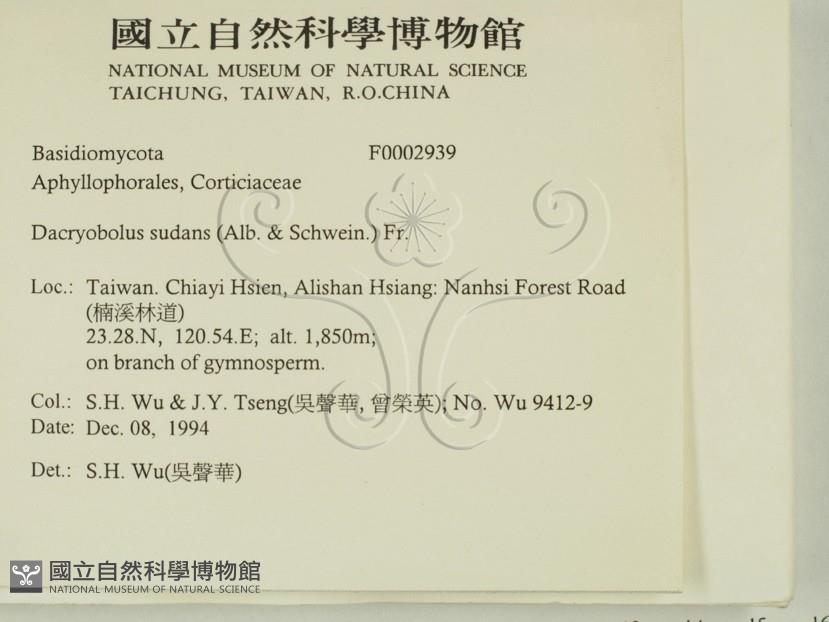 國立自然科學博物館
NATIONAL MUSEUM OF NATURAL SCIENCE
TAICHUNG, TAIWAN, R.O.CHINA
Basidiomycota F0002939
Aphyllophorales, Corticiaceae
Dacryobolus sudans (Alb. & Schwein.) Fr.
Loc.: Taiwan. Chiayi Hsien, Alishan Hsiang: Nanhsi Forest Road
(楠溪林道)
23.28.N, 120.54.E; alt. 1,850m;
on branch of gymnosperm.
Col.: S.H. Wu & J.Y. Tseng(吳聲華, 曾榮英); No. Wu 9412-9
Date: Dec. 08, 1994
Det.: S.H. Wu(吳聲華)
國立自然科學博物館
NATIONAL MUSEUM OF NATURAL SCIENCE